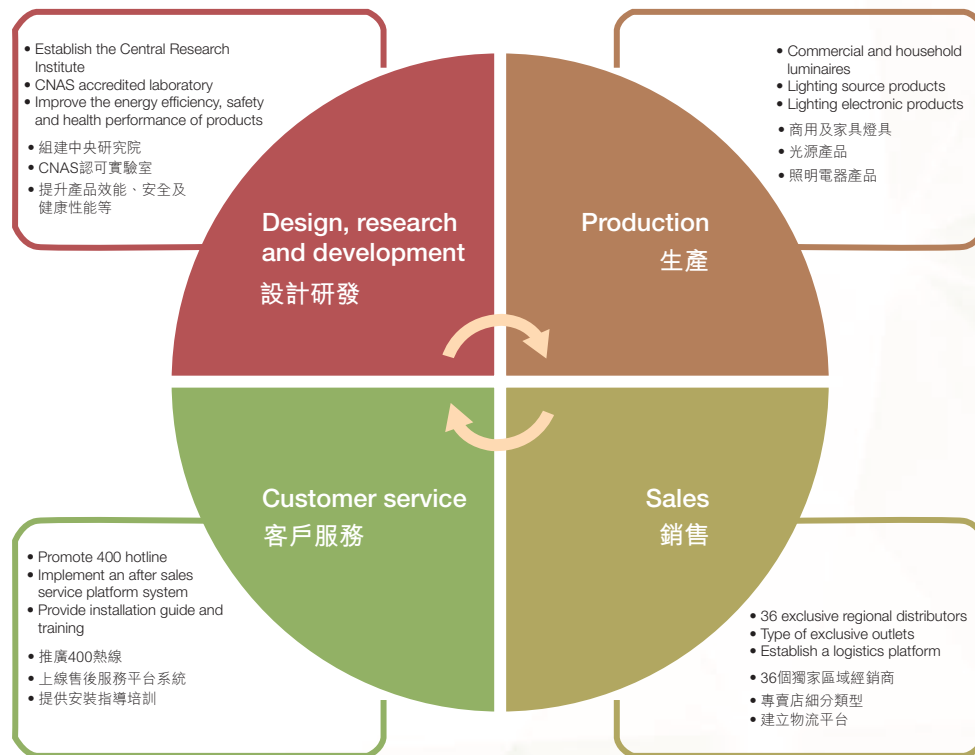 • Establish the Central Research
Institute
• CNAS accredited laboratory
• Improve the energy efficiency, safety
and health performance of products
• 組建中央研究院
• CNAS認可實驗室
• 提升產品效能、安全及
健康性能等
• Commercial and household
luminaires
• Lighting source products
• Lighting electronic products
• 商用及家具燈具
• 光源產品
• 照明電器產品
Design, research
and development
設計研發
Production
生產
Customer service
客戶服務
Sales
銷售
• Promote 400 hotline
• Implement an after sales
service platform system
• Provide installation guide and
training
• 推廣400熱線
• 上線售後服務平台系統
• 提供安裝指導培訓
• 36 exclusive regional distributors
• Type of exclusive outlets
• Establish a logistics platform
• 36個獨家區域經銷商
• 專賣店細分類型
• 建立物流平台